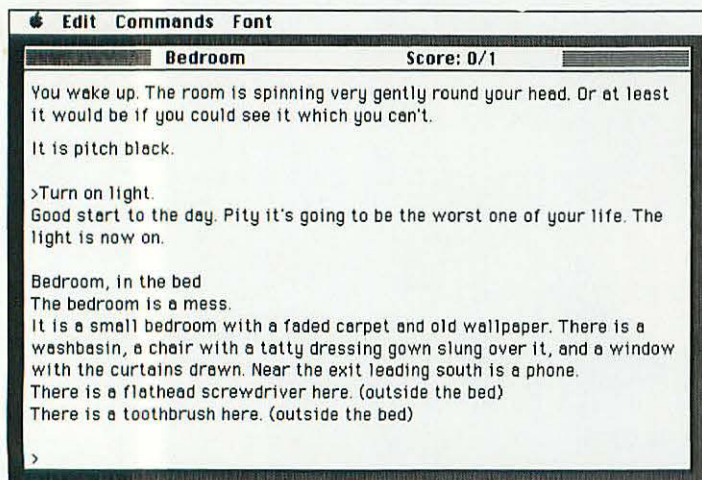 Edit Commands Font
Bedroom Score: 0/1
You wake up. The room is spinning very gently round your head. Or at least
it would be if you could see it which you can't.
It is pitch black.
>Turn on light.
Good start to the day. Pity it's going to be the worst one of your life. The
light is now on.
Bedroom, in the bed
The bedroom is a mess.
It is a small bedroom with a faded carpet and old wallpaper. There is a
washbasin, a chair with a tatty dressing gown slung over it, and a window
with the curtains drawn. Near the exit leading south is a phone.
There is a flathead screwdriver here. (outside the bed)
There is a toothbrush here. (outside the bed)
>